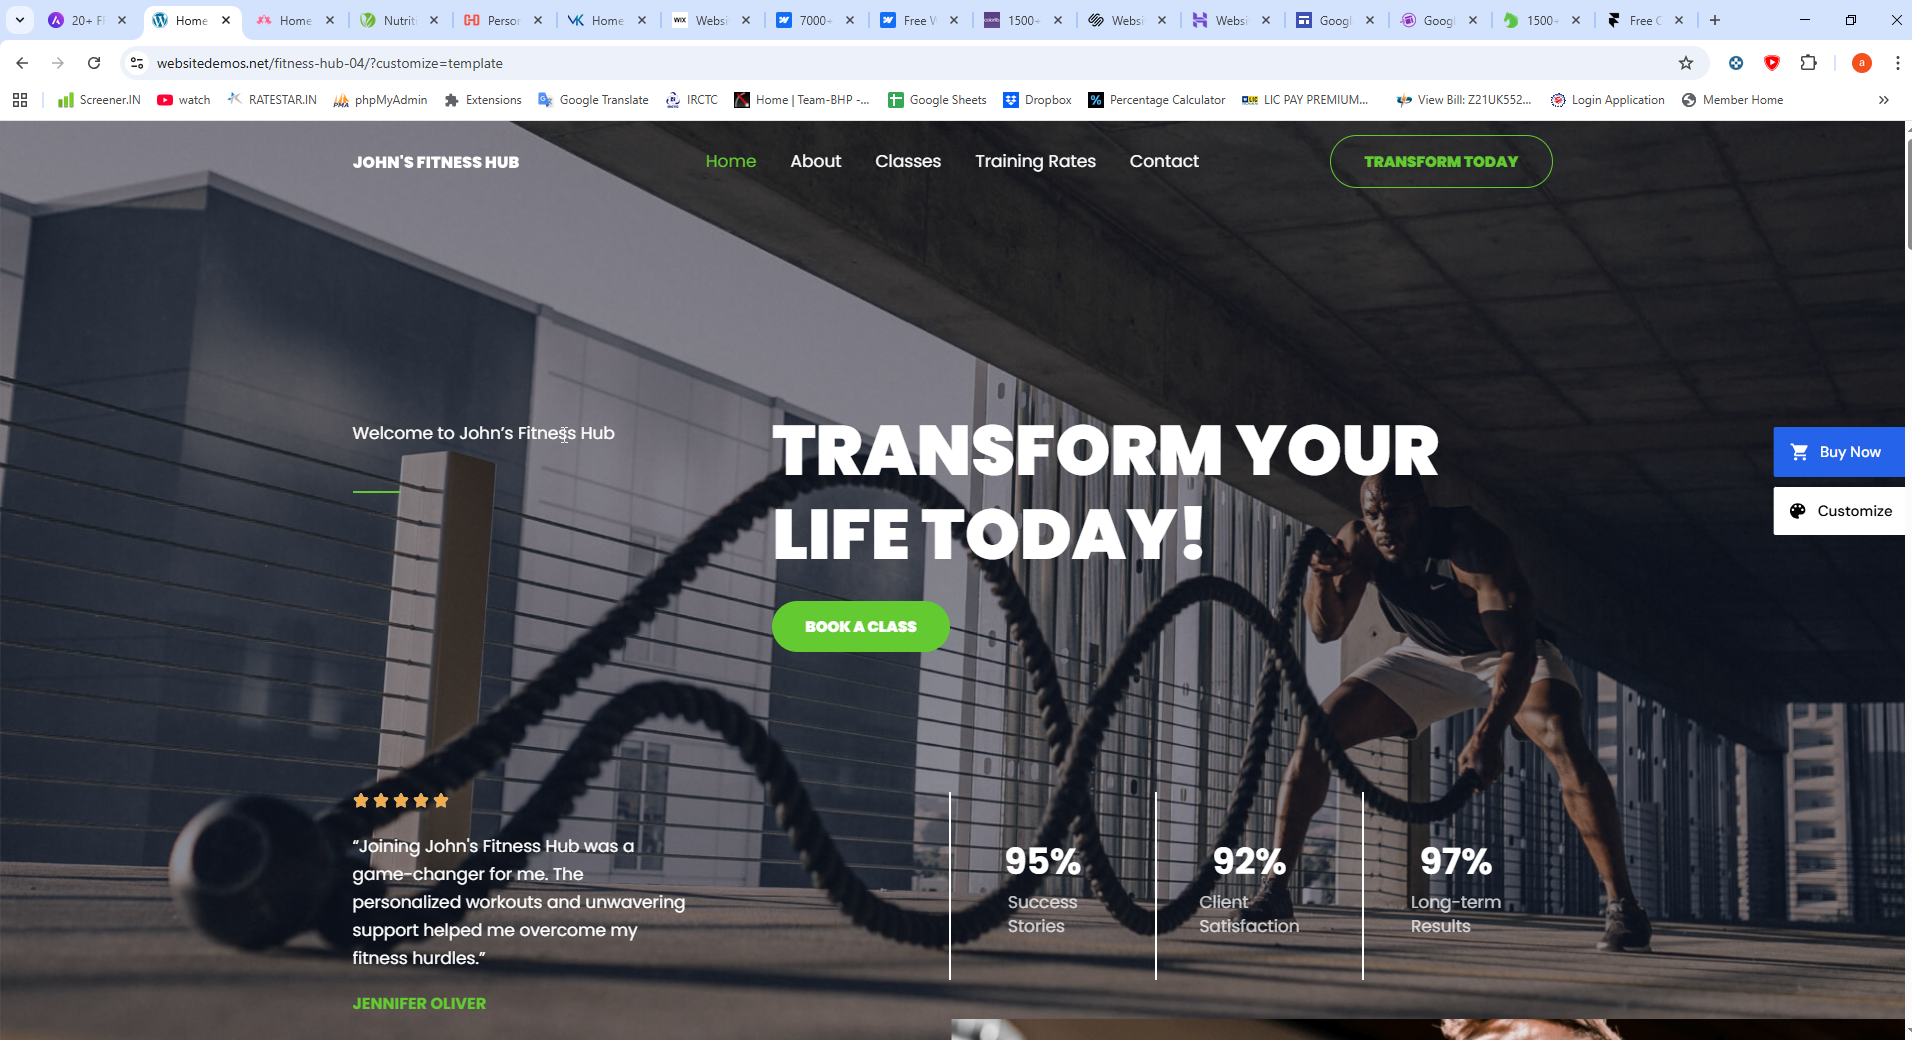 20+ F
Home
Home
Nutriti
Perso
Home
WIX Websi
7000+
Free V
colorlib 1500+
Websi
Websi
Googl
Googl
1500+
Free C
websitedemos.net/fitness-hub-04/?customize=template
a
Screener.IN
watch
RATESTAR.IN
phpMyAdmin
Extensions
Google Translate
IRCTC
Home | Team-BHP -...
Google Sheets
Dropbox
Percentage Calculator
LIC PAY PREMIUM...
View Bill: Z21UK552...
Login Application
Member Home
JOHN'S FITNESS HUB
Home
About
Classes
Training Rates
Contact
TRANSFORM TODAY
Welcome to John’s Fitness Hub
TRANSFORM YOUR
LIFE TODAY!
BOOK A CLASS
Buy Now
Customize
“Joining John's Fitness Hub was a
game-changer for me. The
personalized workouts and unwavering
support helped me overcome my
fitness hurdles.”
JENNIFER OLIVER
95%
Success
Stories
92%
Client
Satisfaction
97%
Long-term
Results